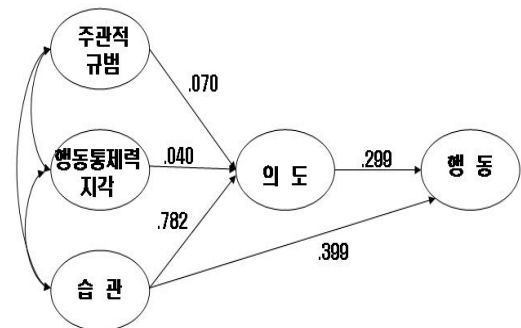 주관적
규범
.070
행동통제력
지각
.040
의 도
.299
행 동
.782
.399
습 관